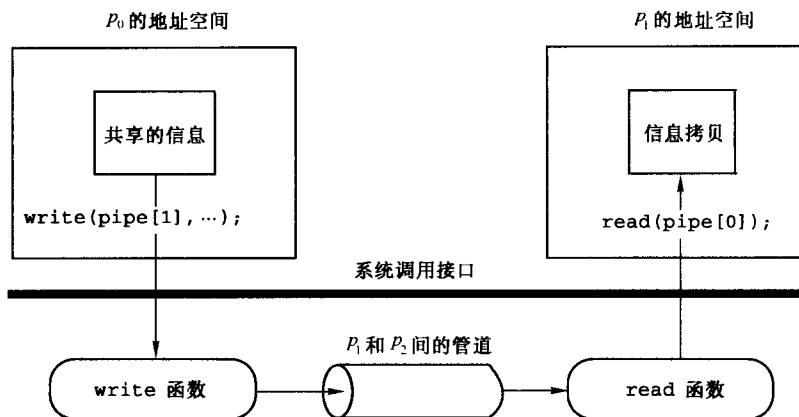 P₀ 的地址空间
P₁ 的地址空间
共享的信息
信息拷贝
write(pipe[1],…);
read(pipe[0]);
系统调用接口
P₁ 和 P₂ 间的管道
write 函数
read 函数